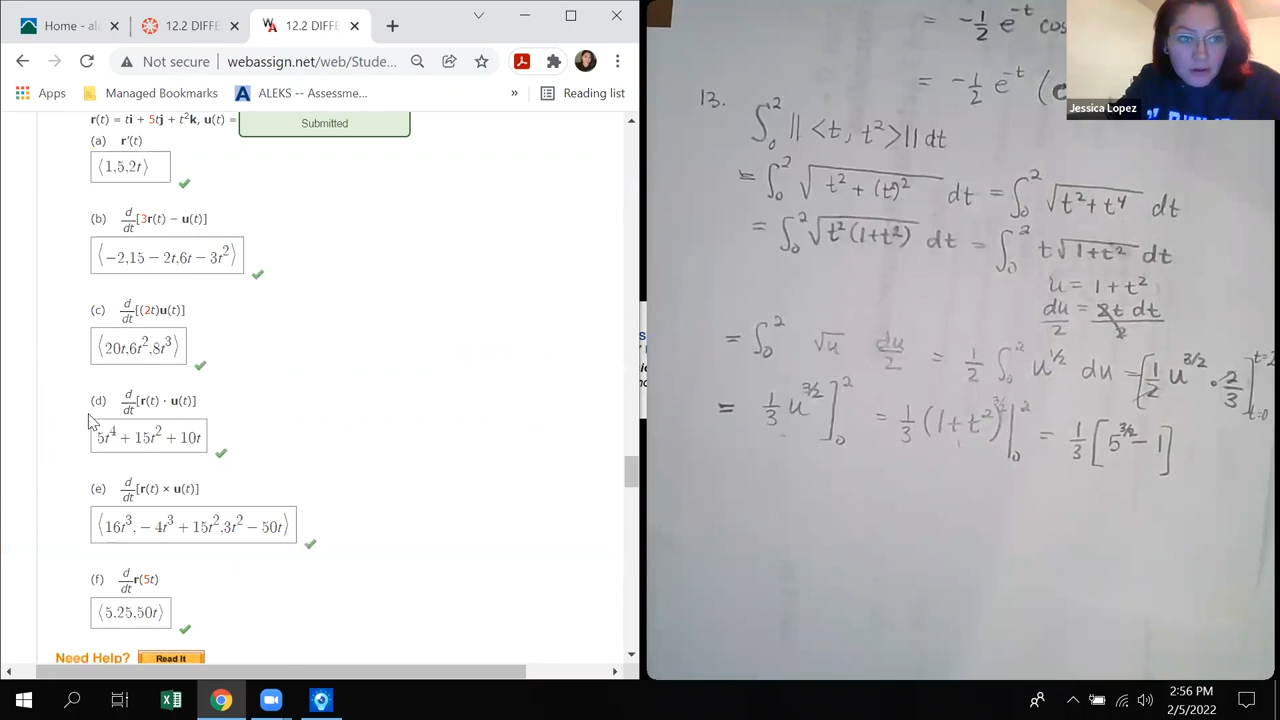 Home - al
12.2 DIFFE
12.2 DIFFER
Not secure
webassign.net/web/Stude...
Apps
Managed Bookmarks
ALEKS -- Assessme...
»
Reading list
r(t) = ti + 5tj + t²k, u(t) =
Submitted
(a) r'(t)
⟨1,5,2t⟩
(b) d/dt[3r(t) − u(t)]
⟨−2,15 − 2t,6t − 3t²⟩
(c) d/dt[(2t)u(t)]
⟨20t,6t²,8t³⟩
(d) d/dt[r(t) · u(t)]
5t⁴ + 15t² + 10t
(e) d/dt[r(t) × u(t)]
⟨16t³,− 4t³ + 15t²,3t² − 50t⟩
(f) d/dt r(5t)
⟨5,25,50t⟩
Need Help?
Read It
= -1/2 e^-t cos
= -1/2 e^-t (
Jessica Lopez
13.
∫₀² ||<t, t²>|| dt
= ∫₀² √(t² + (t²)²) dt = ∫₀² √(t² + t⁴) dt
= ∫₀² √(t²(1+t²)) dt = ∫₀² t√(1+t²) dt
u = 1 + t²
du/2 = 2t dt/2
= ∫₀² √u du/2 = 1/2 ∫₀² u^1/2 du = [1/2 u^3/2 · 2/3] t=2 t=0
= 1/3 u^3/2 ]₀² = 1/3 (1+t²)^3/2 |₀² = 1/3 [5^3/2 − 1]
2:56 PM
2/5/2022